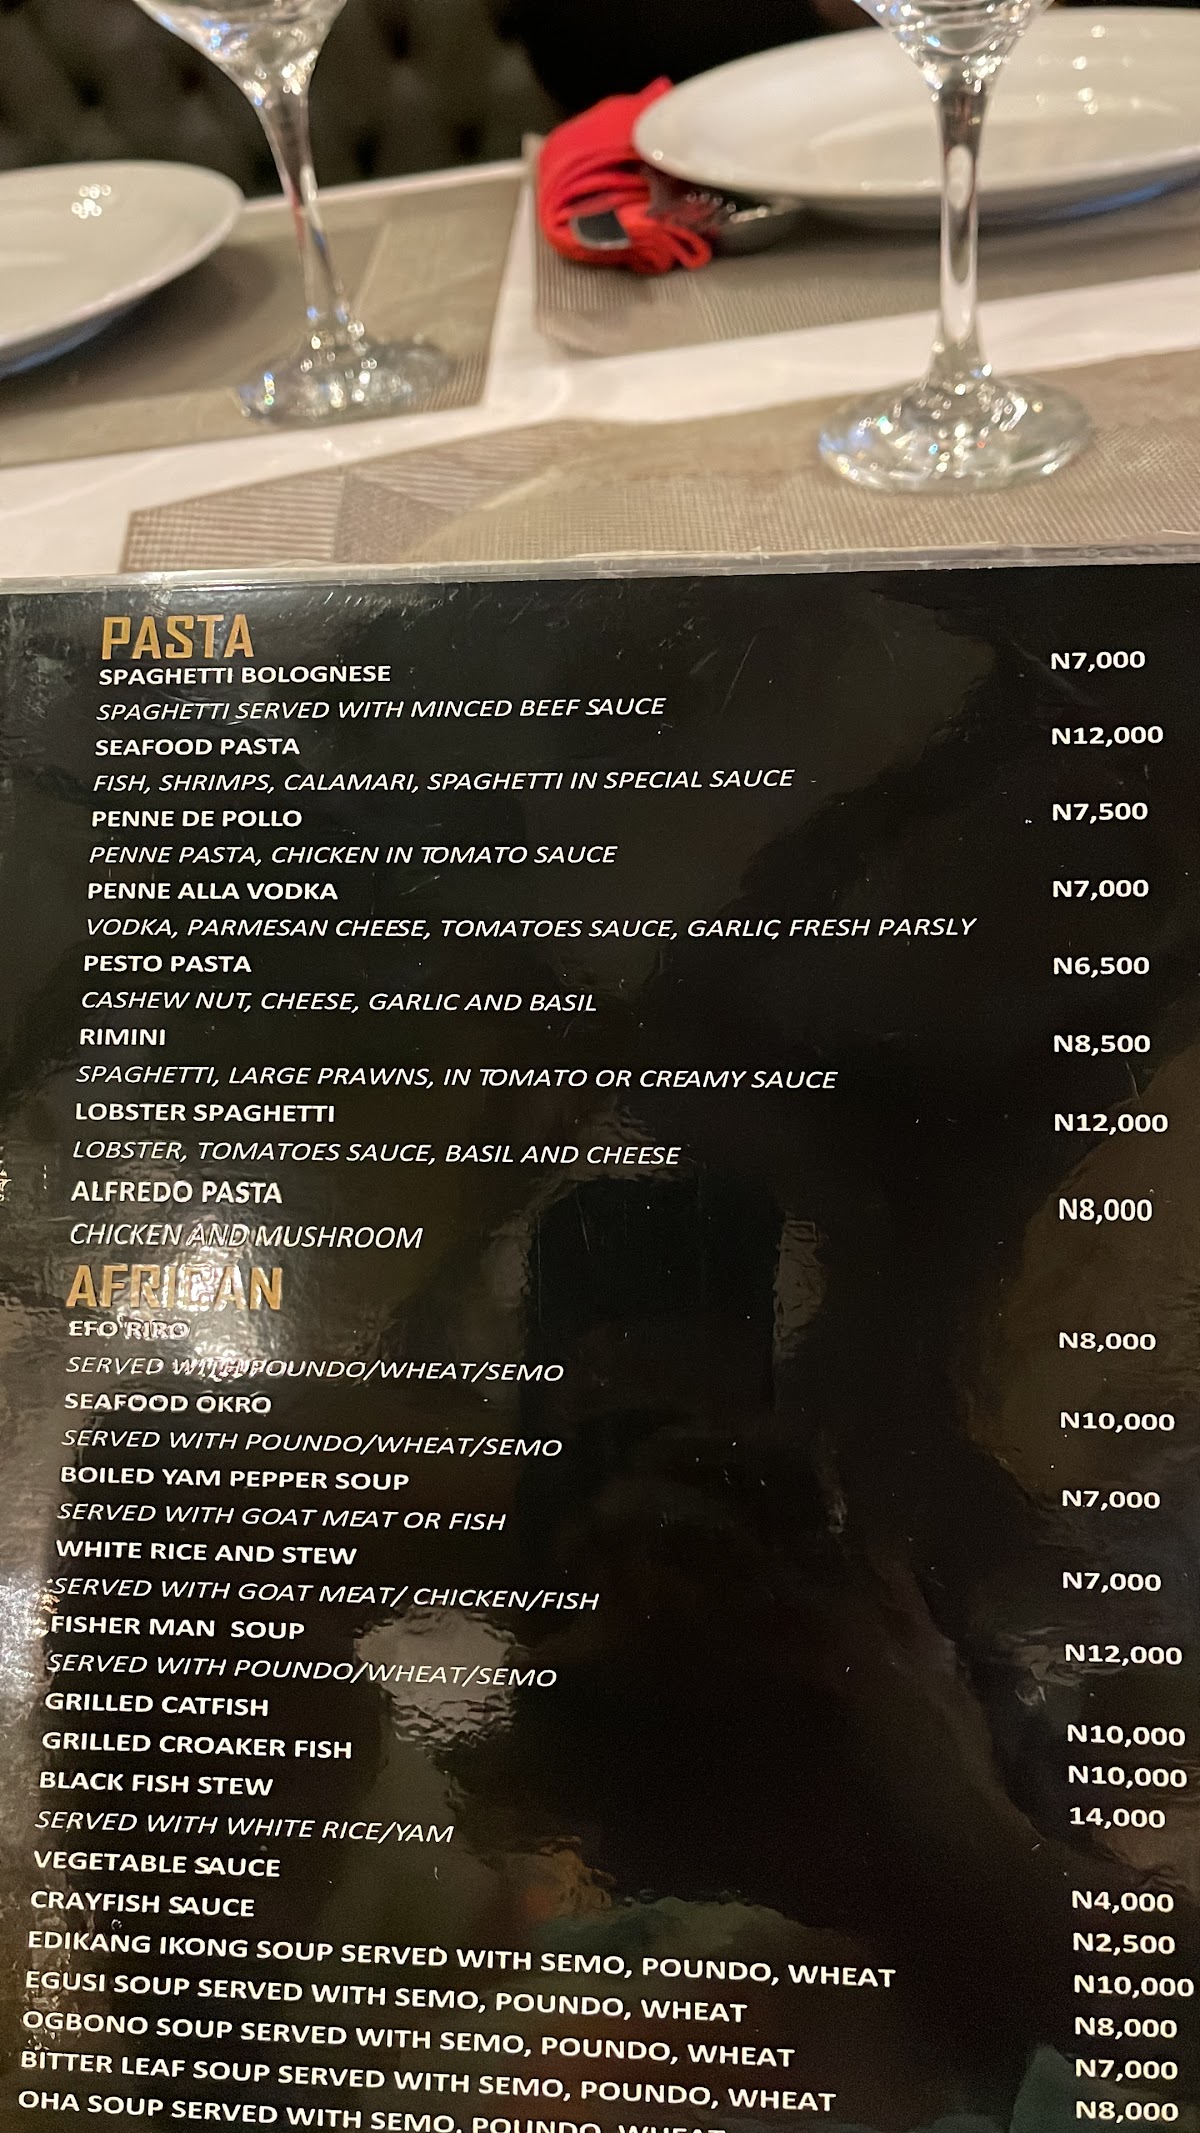 PASTA
SPAGHETTI BOLOGNESE N7,000
SPAGHETTI SERVED WITH MINCED BEEF SAUCE
SEAFOOD PASTA N12,000
FISH, SHRIMPS, CALAMARI, SPAGHETTI IN SPECIAL SAUCE
PENNE DE POLLO N7,500
PENNE PASTA, CHICKEN IN TOMATO SAUCE
PENNE ALLA VODKA N7,000
VODKA, PARMESAN CHEESE, TOMATOES SAUCE, GARLIC, FRESH PARSLY
PESTO PASTA N6,500
CASHEW NUT, CHEESE, GARLIC AND BASIL
RIMINI N8,500
SPAGHETTI, LARGE PRAWNS, IN TOMATO OR CREAMY SAUCE
LOBSTER SPAGHETTI N12,000
LOBSTER, TOMATOES SAUCE, BASIL AND CHEESE
ALFREDO PASTA N8,000
CHICKEN AND MUSHROOM
AFRICAN
EFO RIRO N8,000
SERVED WITH POUNDO/WHEAT/SEMO
SEAFOOD OKRO N10,000
SERVED WITH POUNDO/WHEAT/SEMO
BOILED YAM PEPPER SOUP N7,000
SERVED WITH GOAT MEAT OR FISH
WHITE RICE AND STEW N7,000
SERVED WITH GOAT MEAT/ CHICKEN/FISH
FISHER MAN SOUP N12,000
SERVED WITH POUNDO/WHEAT/SEMO
GRILLED CATFISH N10,000
GRILLED CROAKER FISH N10,000
BLACK FISH STEW 14,000
SERVED WITH WHITE RICE/YAM
VEGETABLE SAUCE N4,000
CRAYFISH SAUCE N2,500
EDIKANG IKONG SOUP SERVED WITH SEMO, POUNDO, WHEAT N10,000
EGUSI SOUP SERVED WITH SEMO, POUNDO, WHEAT N8,000
OGBONO SOUP SERVED WITH SEMO, POUNDO, WHEAT N7,000
BITTER LEAF SOUP SERVED WITH SEMO, POUNDO, WHEAT N8,000
OHA SOUP SERVED WITH SEMO, POUNDO, WHEAT